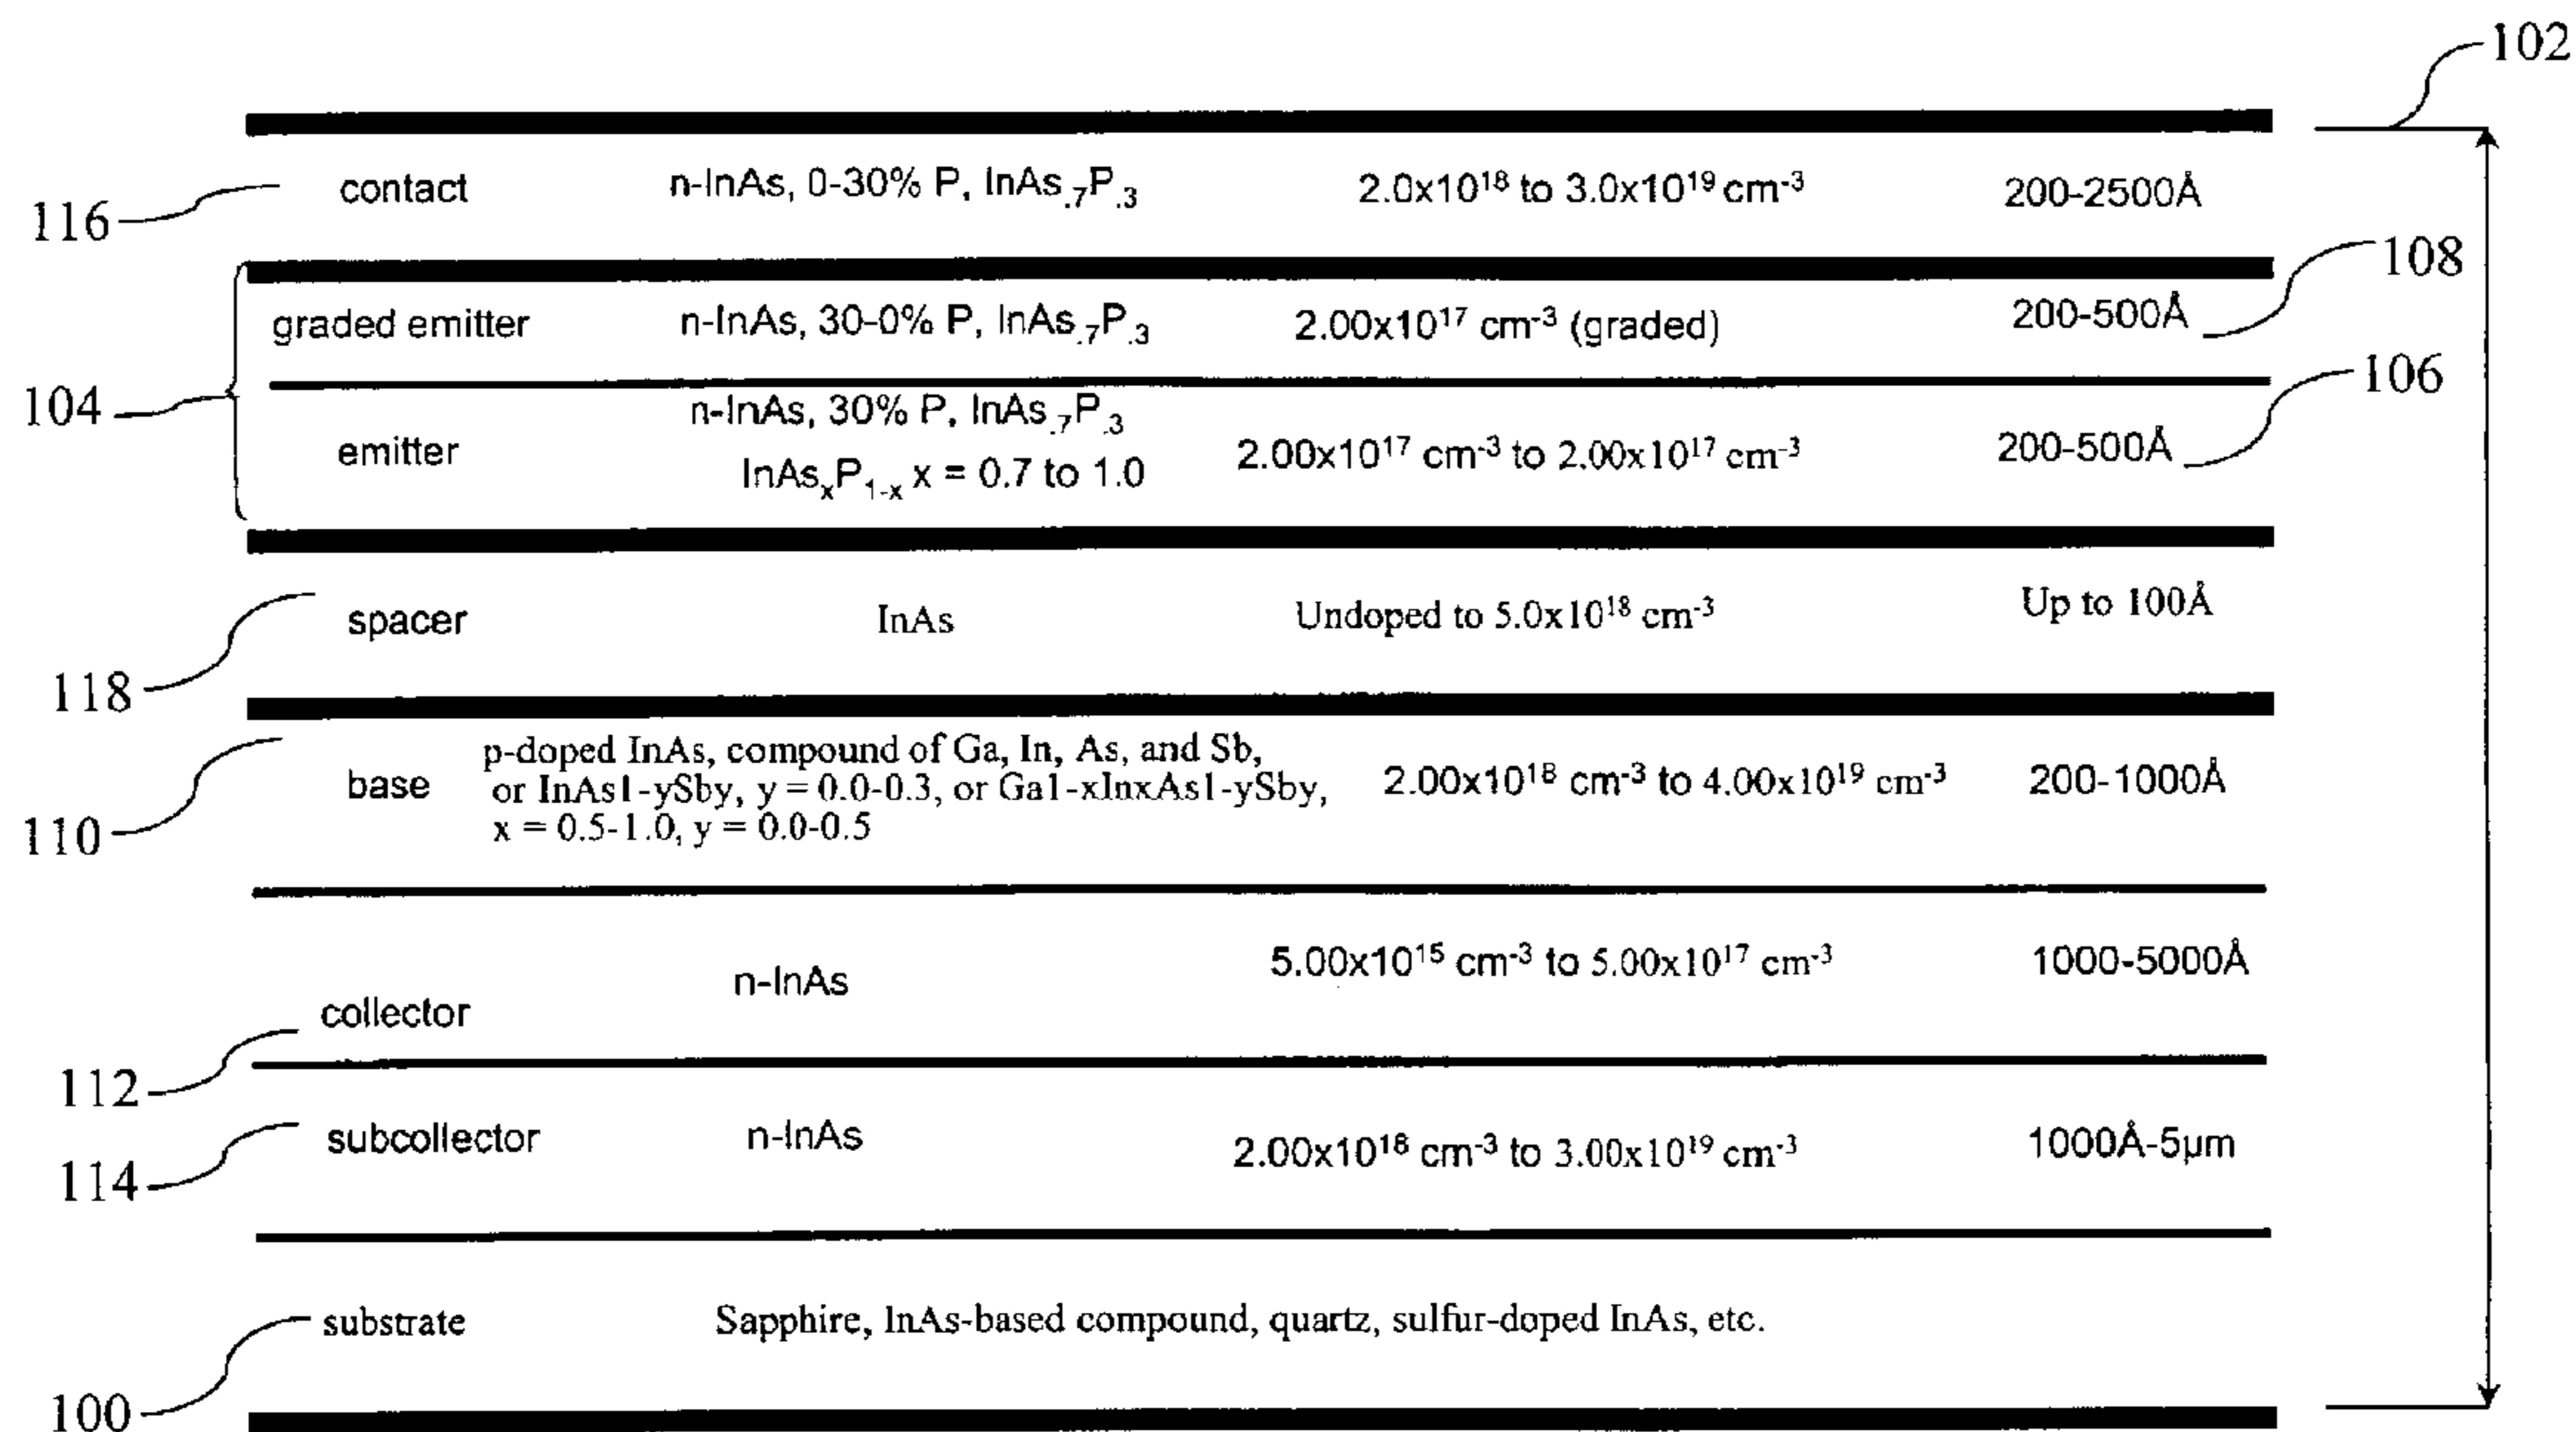 102
116 contact n-InAs, 0-30% P, InAs.7P.3 2.0x10¹⁸ to 3.0x10¹⁹ cm⁻³ 200-2500Å
108
graded emitter n-InAs, 30-0% P, InAs.7P.3 2.00x10¹⁷ cm⁻³ (graded) 200-500Å
104
106
n-InAs, 30% P, InAs.7P.3
emitter InAsₓP₁₋ₓ x = 0.7 to 1.0 2.00x10¹⁷ cm⁻³ to 2.00x10¹⁷ cm⁻³ 200-500Å
118 spacer InAs Undoped to 5.0x10¹⁸ cm⁻³ Up to 100Å
p-doped InAs, compound of Ga, In, As, and Sb,
110 base or InAs1-ySby, y = 0.0-0.3, or Ga1-xInxAs1-ySby, 2.00x10¹⁸ cm⁻³ to 4.00x10¹⁹ cm⁻³ 200-1000Å
x = 0.5-1.0, y = 0.0-0.5
112 collector n-InAs 5.00x10¹⁵ cm⁻³ to 5.00x10¹⁷ cm⁻³ 1000-5000Å
114 subcollector n-InAs 2.00x10¹⁸ cm⁻³ to 3.00x10¹⁹ cm⁻³ 1000Å-5µm
100 substrate Sapphire, InAs-based compound, quartz, sulfur-doped InAs, etc.